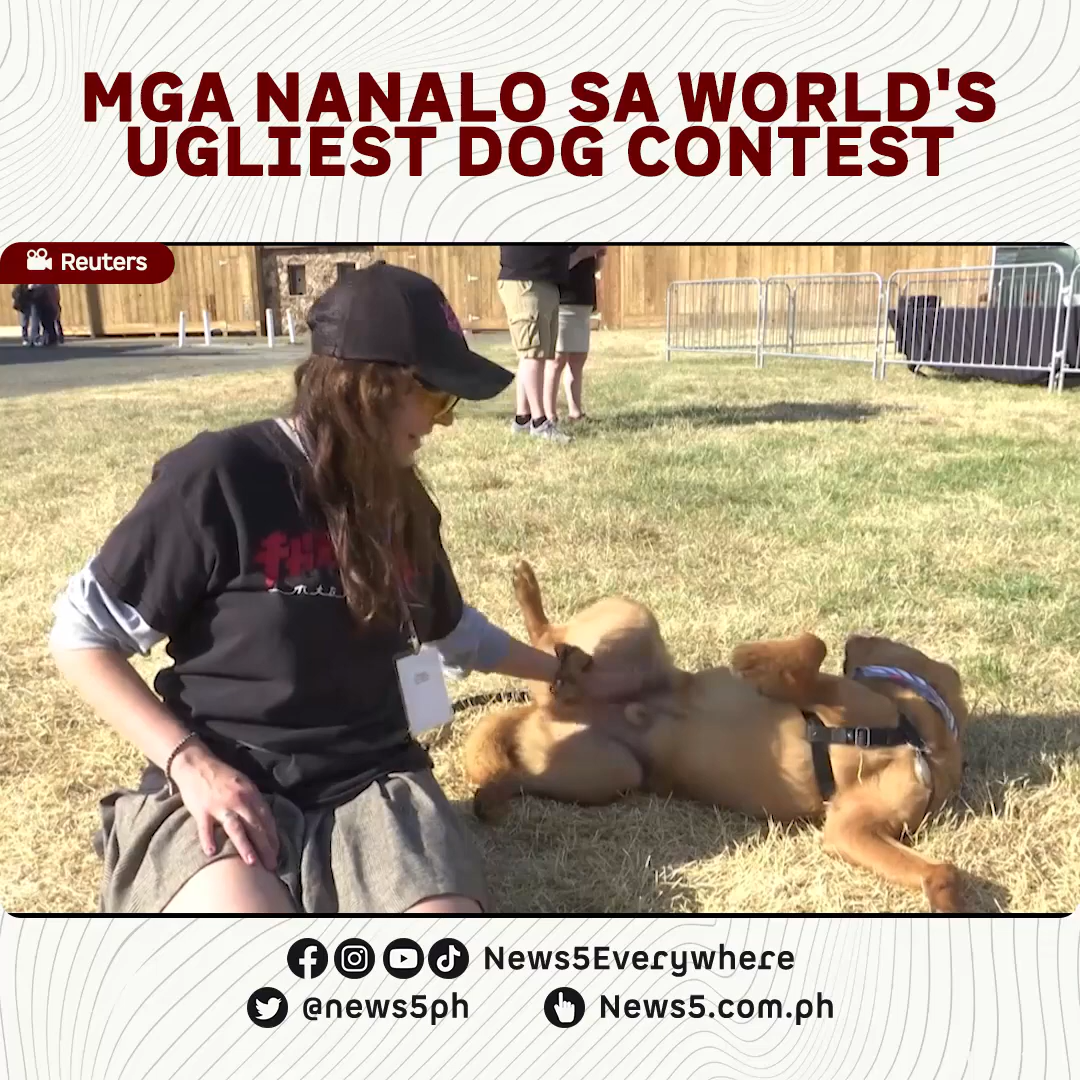 MGA NANALO SA WORLD'S
UGLIEST DOG CONTEST
Reuters
News5Everywhere
@news5ph
News5.com.ph